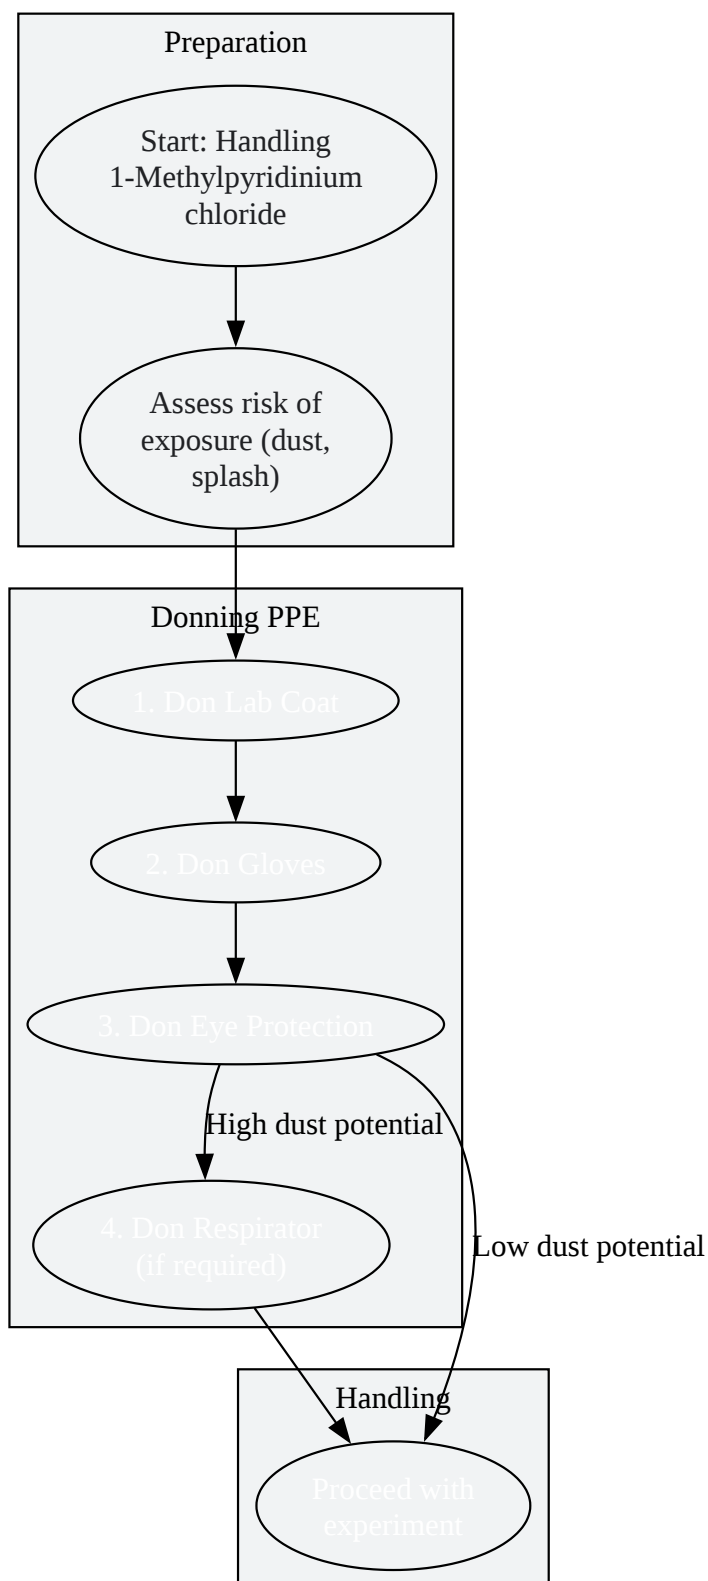 Preparation
Start: Handling
1-Methylpyridinium
chloride
Assess risk of
exposure (dust,
splash)
Donning PPE
1. Don Lab Coat
2. Don Gloves
3. Don Eye Protection
High dust potential
4. Don Respirator
(if required)
Low dust potential
Handling
Proceed with
experiment